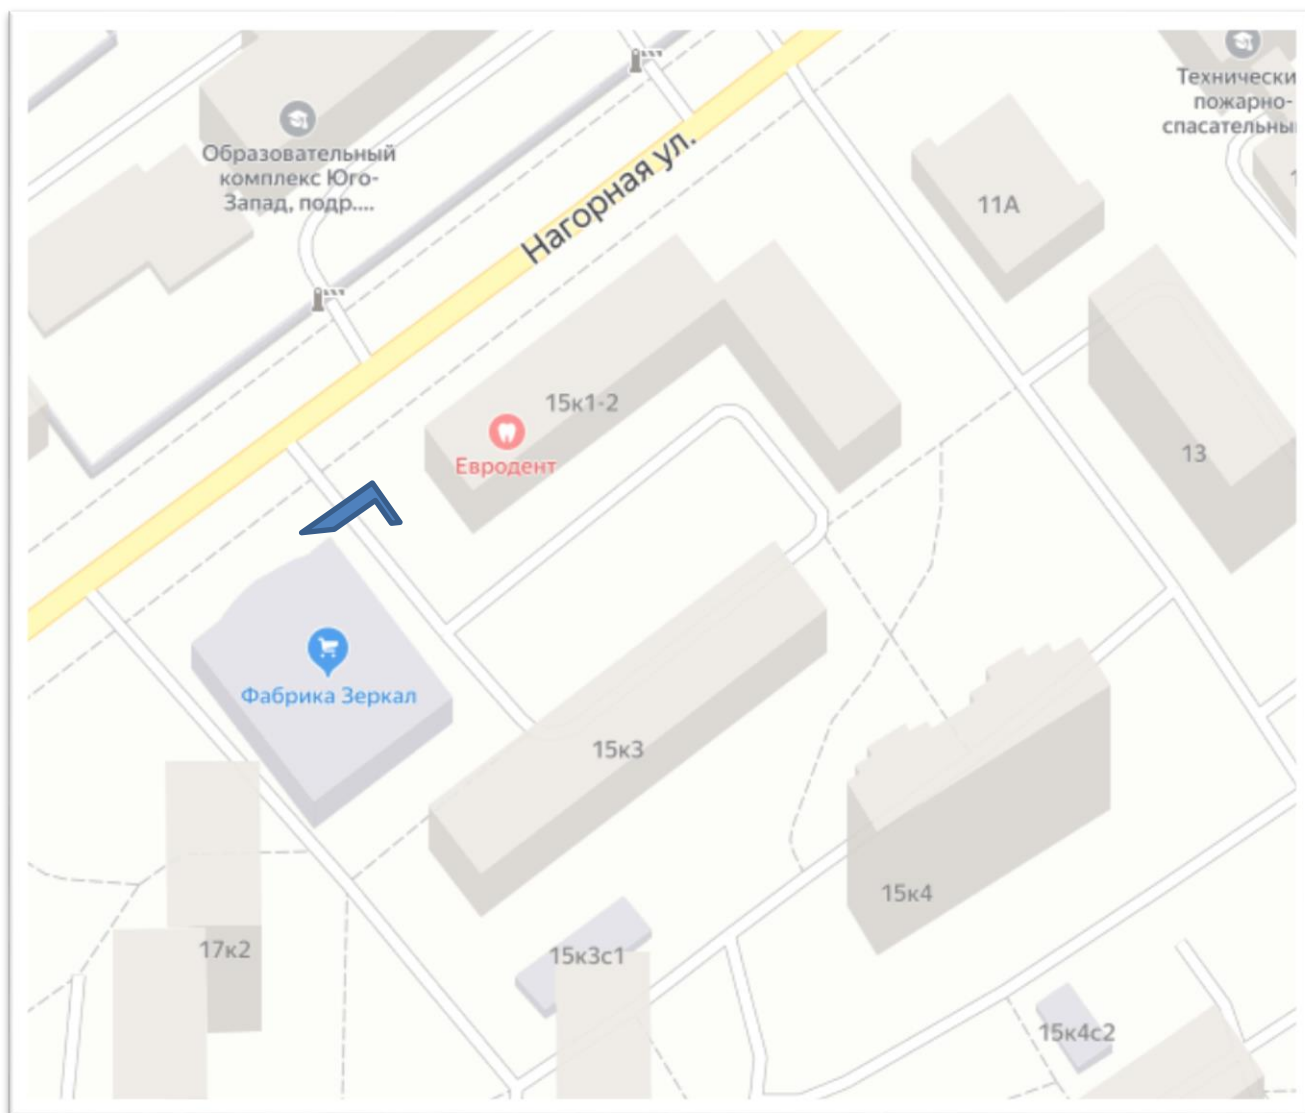 Технически
пожарно-
спасательны
Образовательный
комплекс Юго-
Запад, подр....
Нагорная ул.
11А
15к1-2
Евродент
13
Фабрика Зеркал
15к3
15к4
17к2
15к3с1
15к4с2